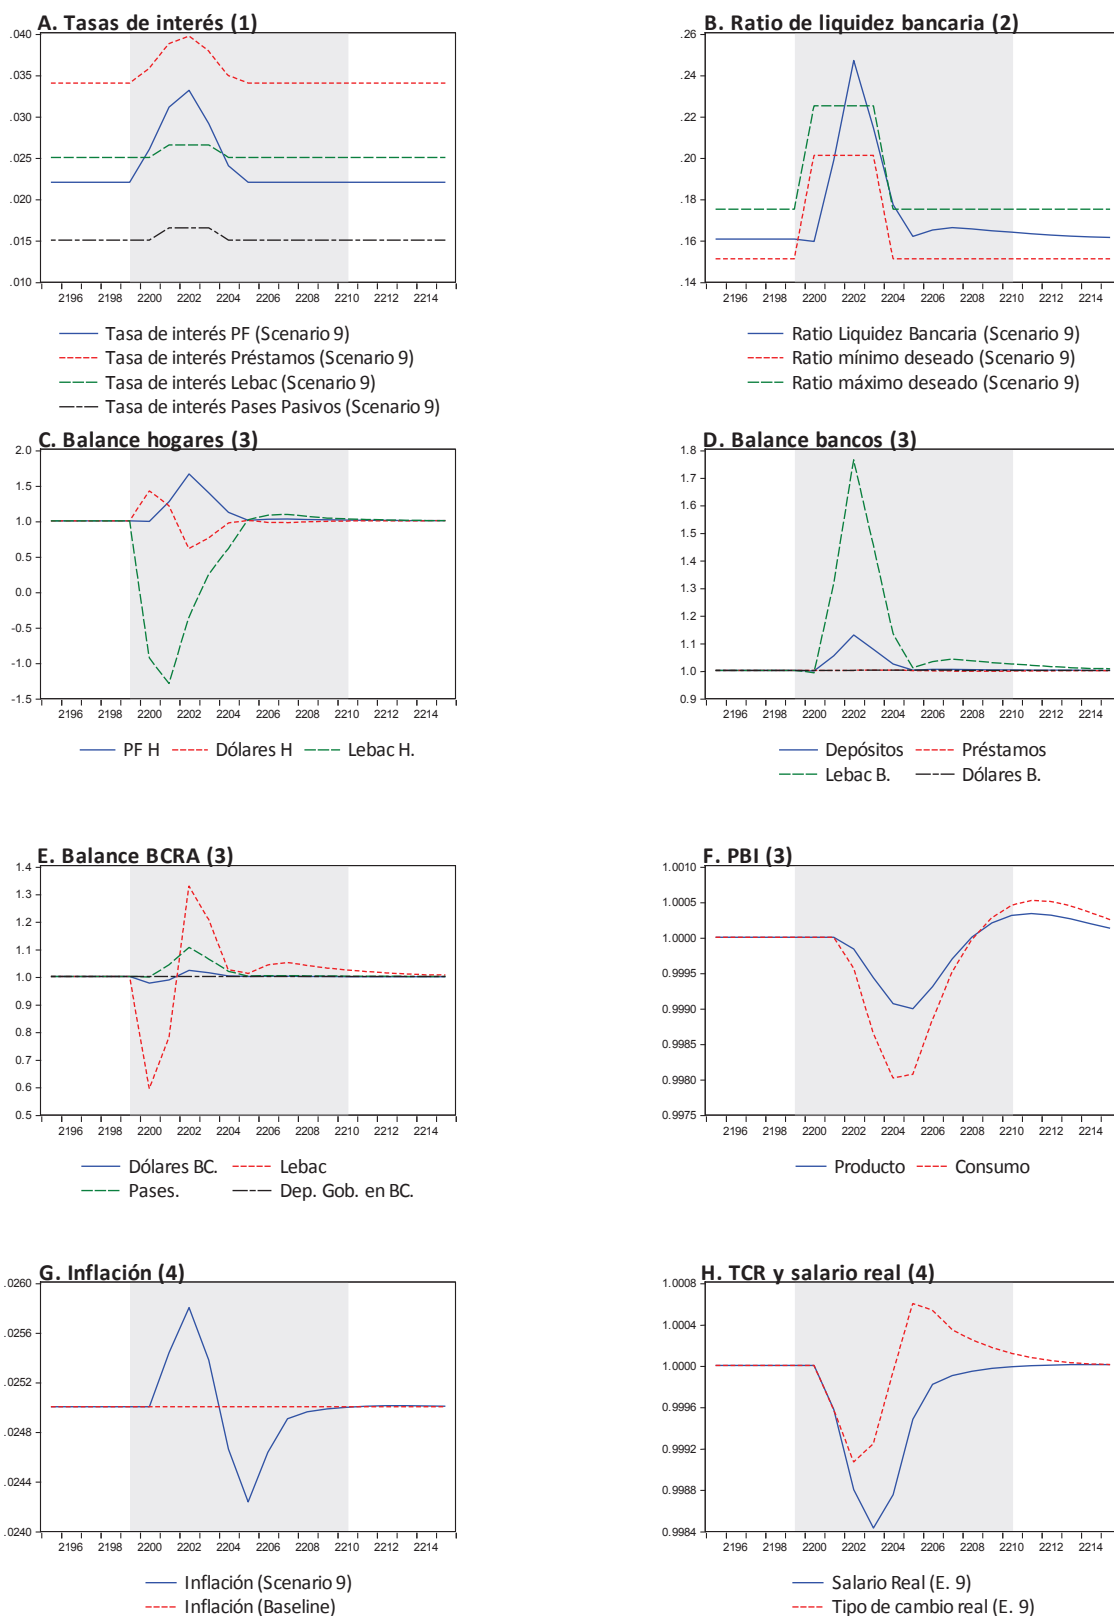 A. Tasas de interés (1)
.040
.035
.030
.025
.020
.015
.010
2196 2198 2200 2202 2204 2206 2208 2210 2212 2214
Tasa de interés PF (Scenario 9)
Tasa de interés Préstamos (Scenario 9)
Tasa de interés Lebac (Scenario 9)
Tasa de interés Pases Pasivos (Scenario 9)
B. Ratio de liquidez bancaria (2)
.26
.24
.22
.20
.18
.16
.14
2196 2198 2200 2202 2204 2206 2208 2210 2212 2214
Ratio Liquidez Bancaria (Scenario 9)
Ratio mínimo deseado (Scenario 9)
Ratio máximo deseado (Scenario 9)
C. Balance hogares (3)
2.0
1.5
1.0
0.5
0.0
-0.5
-1.0
-1.5
2196 2198 2200 2202 2204 2206 2208 2210 2212 2214
PF H Dólares H Lebac H.
D. Balance bancos (3)
1.8
1.7
1.6
1.5
1.4
1.3
1.2
1.1
1.0
0.9
2196 2198 2200 2202 2204 2206 2208 2210 2212 2214
Depósitos Préstamos
Lebac B. Dólares B.
E. Balance BCRA (3)
1.4
1.3
1.2
1.1
1.0
0.9
0.8
0.7
0.6
0.5
2196 2198 2200 2202 2204 2206 2208 2210 2212 2214
Dólares BC. Lebac
Pases. Dep. Gob. en BC.
F. PBI (3)
1.0010
1.0005
1.0000
0.9995
0.9990
0.9985
0.9980
0.9975
2196 2198 2200 2202 2204 2206 2208 2210 2212 2214
Producto Consumo
G. Inflación (4)
.0260
.0256
.0252
.0248
.0244
.0240
2196 2198 2200 2202 2204 2206 2208 2210 2212 2214
Inflación (Scenario 9)
Inflación (Baseline)
H. TCR y salario real (4)
1.0008
1.0004
1.0000
0.9996
0.9992
0.9988
0.9984
2196 2198 2200 2202 2204 2206 2208 2210 2212 2214
Salario Real (E. 9)
Tipo de cambio real (E. 9)